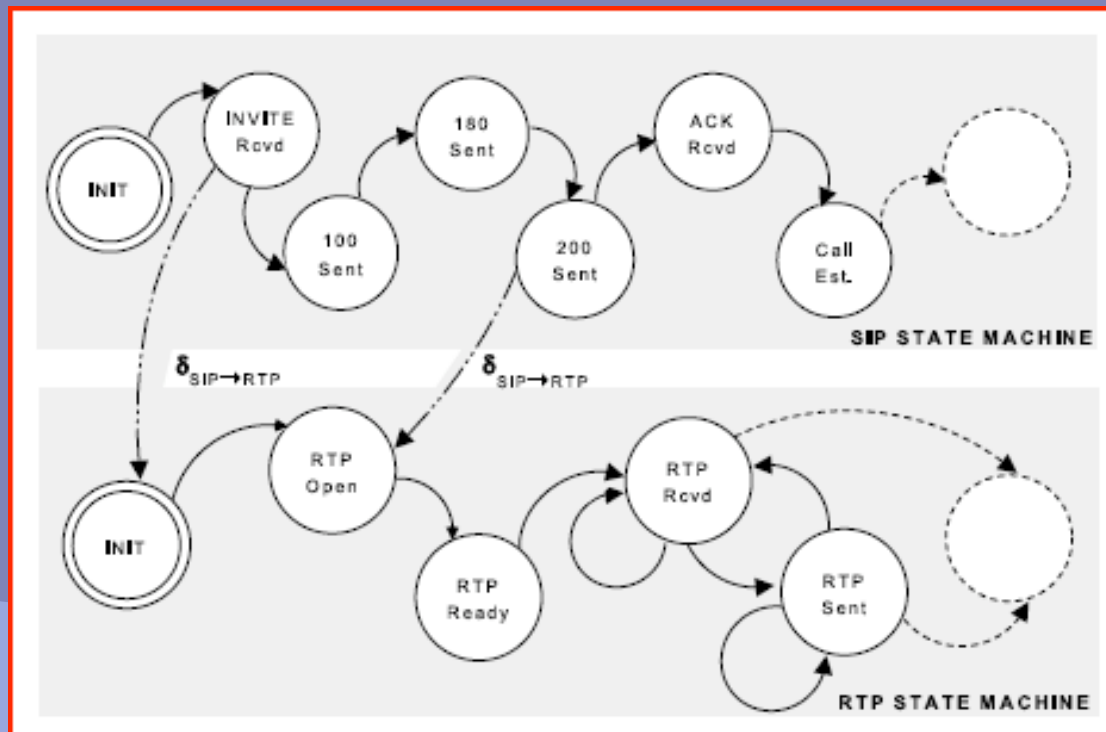 INIT
INVITE
Rcvd
100
Sent
180
Sent
200
Sent
ACK
Rcvd
Call
Est.
SIP STATE MACHINE
δSIP→RTP
δSIP→RTP
INIT
RTP
Open
RTP
Ready
RTP
Rcvd
RTP
Sent
RTP STATE MACHINE